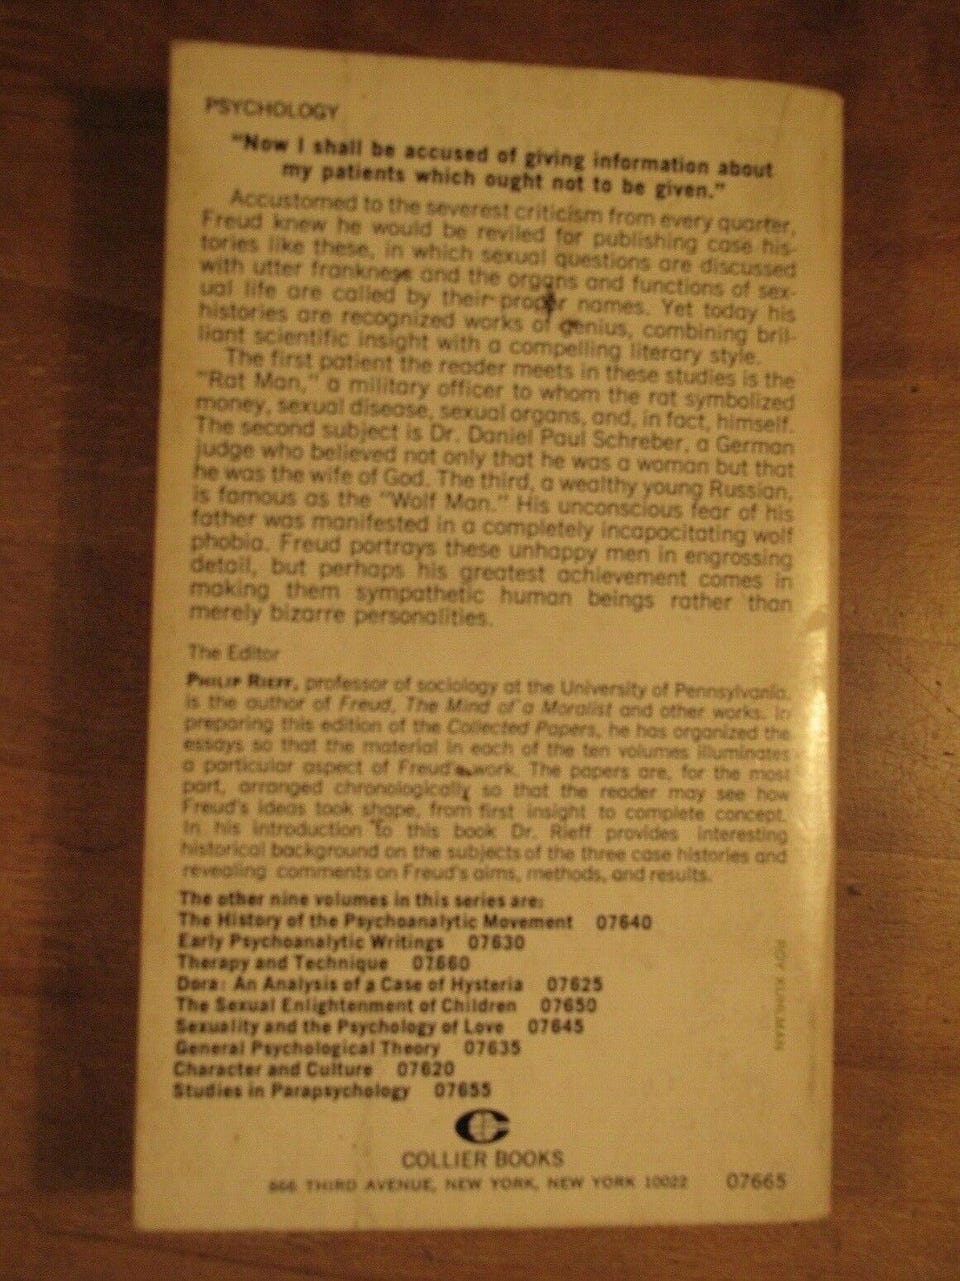 PSYCHOLOGY
"Now I shall be accused of giving information about
my patients which ought not to be given."
Accustomed to the severest criticism from every quarter,
Freud knew he would be reviled for publishing case his-
tories like these, in which sexual questions are discussed
with utter frankness and the organs and functions of sex-
ual life are called by their proper names. Yet today his
histories are recognized works of genius, combining bril-
liant scientific insight with a compelling literary style.
The first patient the reader meets in these studies is the
"Rat Man," a military officer to whom the rat symbolized
money, sexual disease, sexual organs, and, in fact, himself.
The second subject is Dr. Daniel Paul Schreber, a German
judge who believed not only that he was a woman but that
he was the wife of God. The third, a wealthy young Russian,
is famous as the "Wolf Man." His unconscious fear of his
father was manifested in a completely incapacitating wolf
phobia. Freud portrays these unhappy men in engrossing
detail, but perhaps his greatest achievement comes in
making them sympathetic human beings rather than
merely bizarre personalities.
The Editor
PHILIP RIEFF, professor of sociology at the University of Pennsylvania,
is the author of Freud, The Mind of a Moralist and other works. In
preparing this edition of the Collected Papers, he has organized the
essays so that the material in each of the ten volumes illuminates
a particular aspect of Freud's work. The papers are, for the most
part, arranged chronologically so that the reader may see how
Freud's ideas took shape, from first insight to complete concept.
In his introduction to this book Dr. Rieff provides interesting
historical background on the subjects of the three case histories and
revealing comments on Freud's aims, methods, and results.
The other nine volumes in this series are:
The History of the Psychoanalytic Movement 07640
Early Psychoanalytic Writings 07630
Therapy and Technique 07660
Dora: An Analysis of a Case of Hysteria 07625
The Sexual Enlightenment of Children 07650
Sexuality and the Psychology of Love 07645
General Psychological Theory 07635
Character and Culture 07620
Studies in Parapsychology 07655
ROY KUHLMAN
COLLIER BOOKS
866 THIRD AVENUE, NEW YORK, NEW YORK 10022 07665